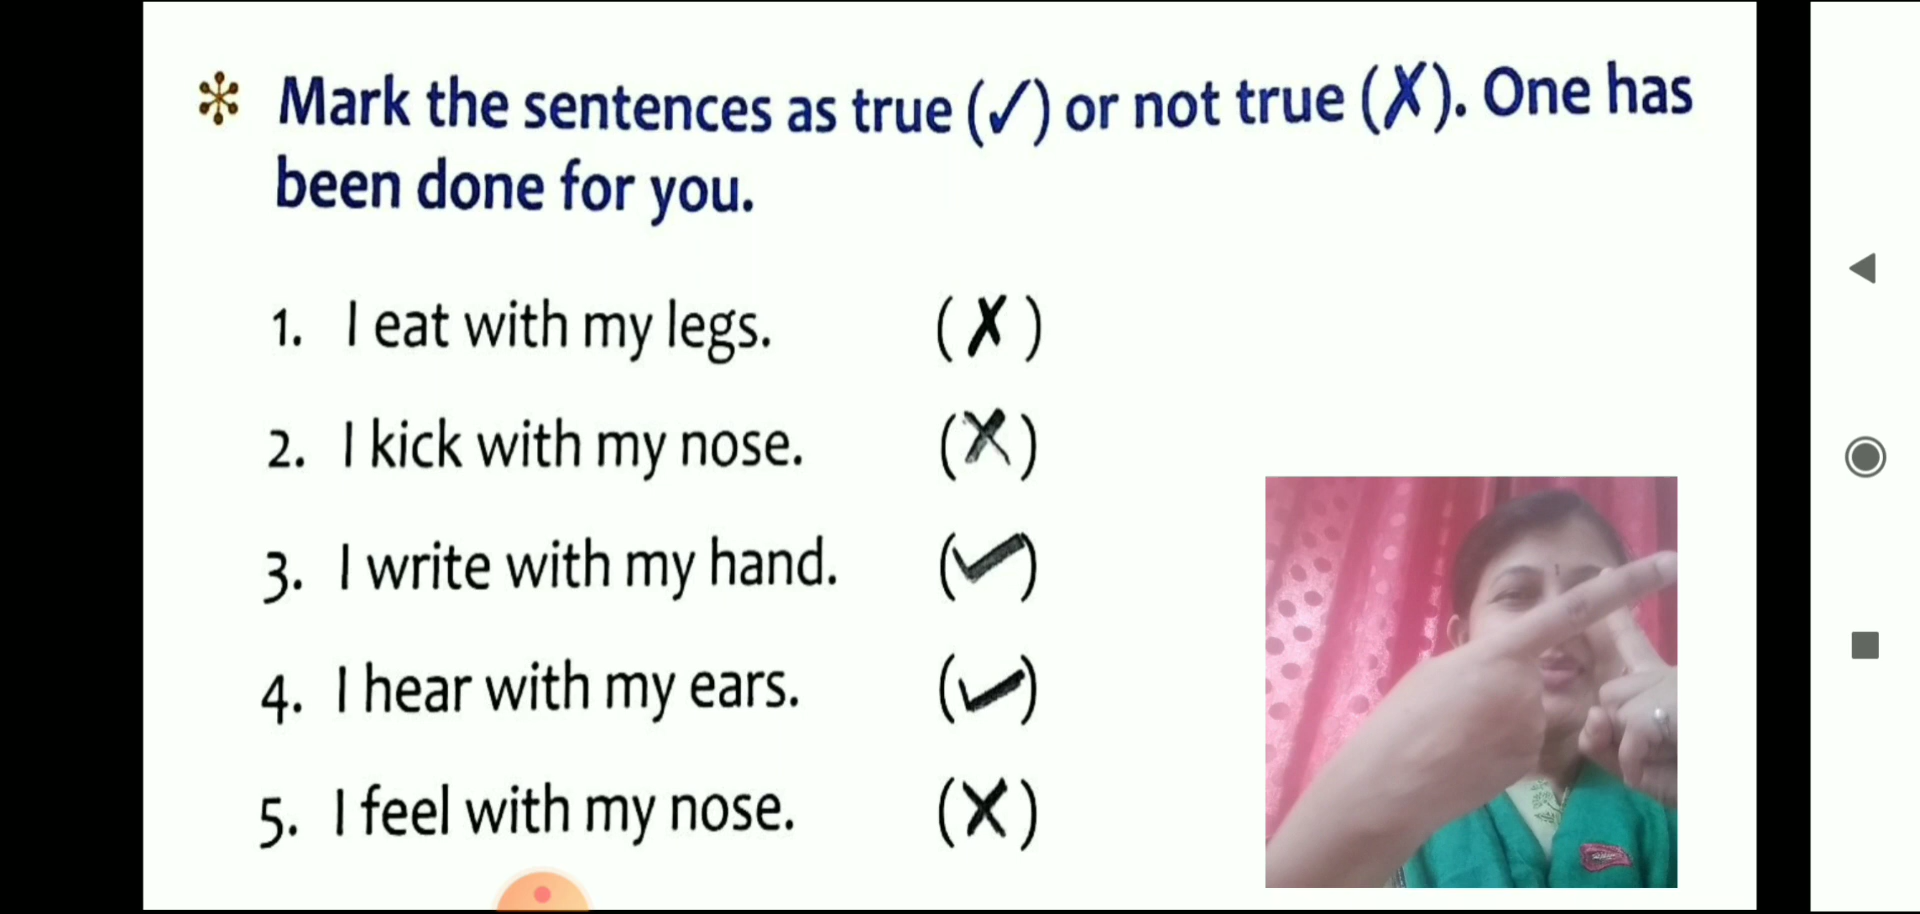 Mark the sentences as true (✓) or not true (✗). One has
been done for you.
1. I eat with my legs. (✗)
2. I kick with my nose. (✗)
3. I write with my hand. (✓)
4. I hear with my ears. (✓)
5. I feel with my nose. (✗)